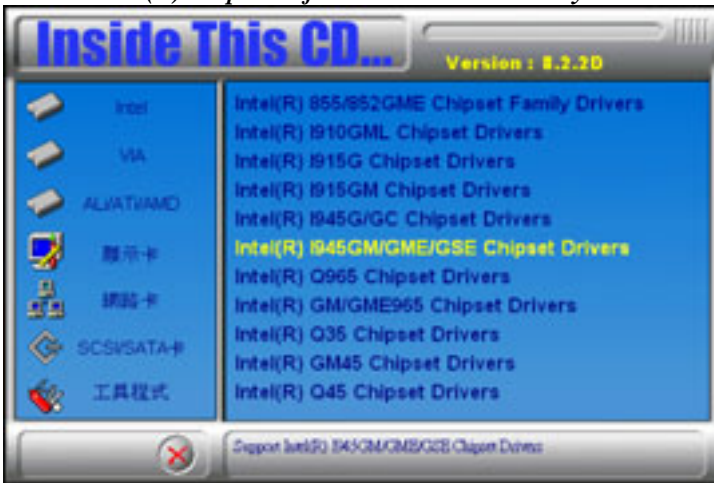 Inside This CD...
Version : 8.2.2D
Intel
VIA
ALi/ATI/AMD
顯示卡
網路卡
SCSI/SATA卡
工具程式
Intel(R) 855/852GME Chipset Family Drivers
Intel(R) I910GML Chipset Drivers
Intel(R) I915G Chipset Drivers
Intel(R) I915GM Chipset Drivers
Intel(R) I945G/GC Chipset Drivers
Intel(R) I945GM/GME/GSE Chipset Drivers
Intel(R) Q965 Chipset Drivers
Intel(R) GM/GME965 Chipset Drivers
Intel(R) Q35 Chipset Drivers
Intel(R) GM45 Chipset Drivers
Intel(R) Q45 Chipset Drivers
Support Intel(R) I945GM/GME/GSE Chipset Drivers